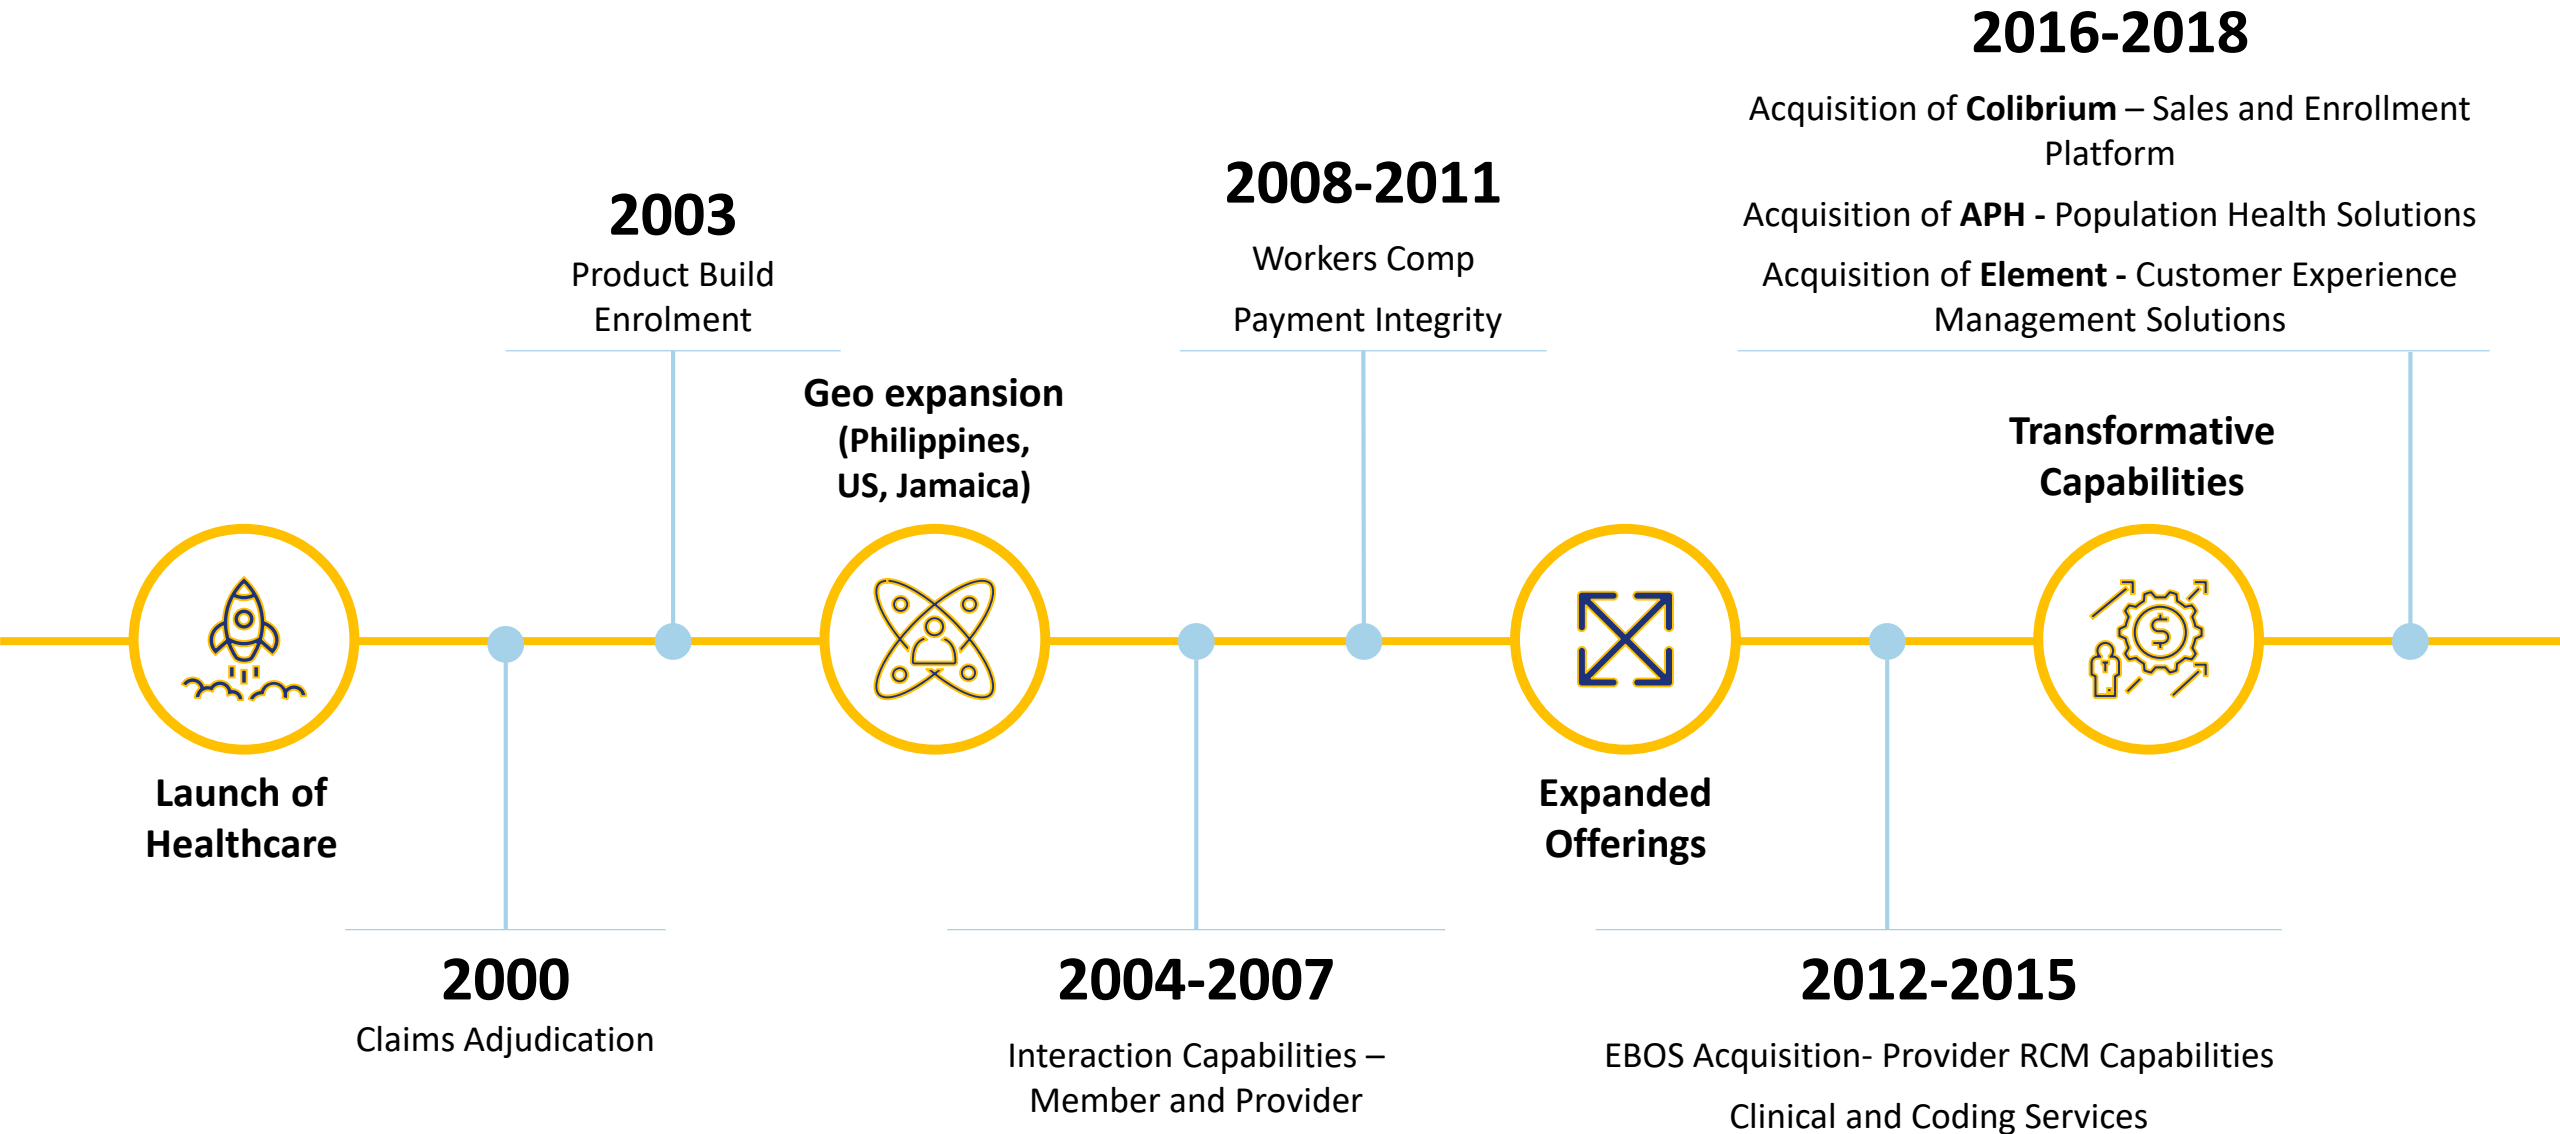 2016-2018
Acquisition of Colibrium – Sales and Enrollment
Platform
Acquisition of APH - Population Health Solutions
Acquisition of Element - Customer Experience
Management Solutions
2008-2011
Workers Comp
Payment Integrity
2003
Product Build
Enrolment
Geo expansion
(Philippines,
US, Jamaica)
Transformative
Capabilities
$
Launch of
Healthcare
Expanded
Offerings
2000
Claims Adjudication
2004-2007
Interaction Capabilities –
Member and Provider
2012-2015
EBOS Acquisition- Provider RCM Capabilities
Clinical and Coding Services